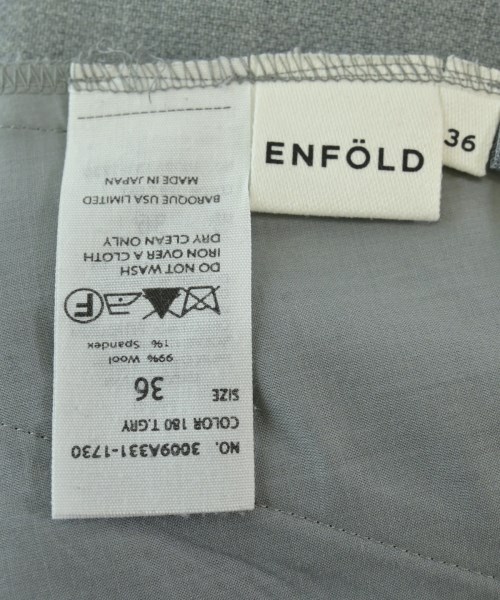 ENFÖLD
36
NO. 3009A331-1730
COLOR 180 T.GRY
SIZE
36
99% Wool
1% Spandex
F
DO NOT WASH
IRON OVER A CLOTH
DRY CLEAN ONLY
BAROQUE USA LIMITED
MADE IN JAPAN